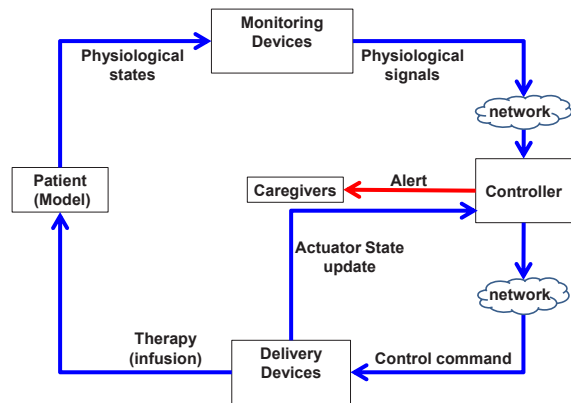 Monitoring
Devices
Physiological
states
Physiological
signals
network
Patient
(Model)
Caregivers
Alert
Controller
Actuator State
update
network
Therapy
(infusion)
Delivery
Devices
Control command